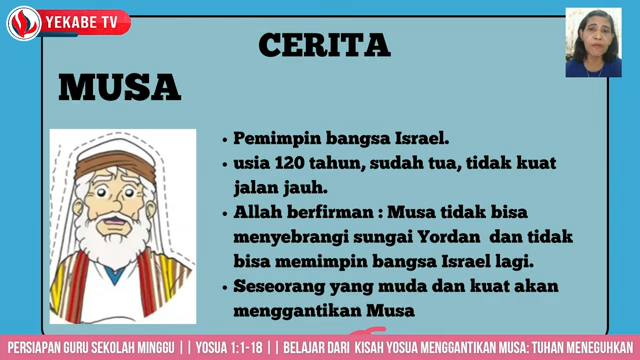 YEKABE TV
CERITA
MUSA
• Pemimpin bangsa Israel.
• usia 120 tahun, sudah tua, tidak kuat
jalan jauh.
• Allah berfirman : Musa tidak bisa
menyebrangi sungai Yordan dan tidak
bisa memimpin bangsa Israel lagi.
• Seseorang yang muda dan kuat akan
menggantikan Musa
PERSIAPAN GURU SEKOLAH MINGGU || YOSUA 1:1-18 || BELAJAR DARI KISAH YOSUA MENGGANTIKAN MUSA: TUHAN MENEGUHKAN